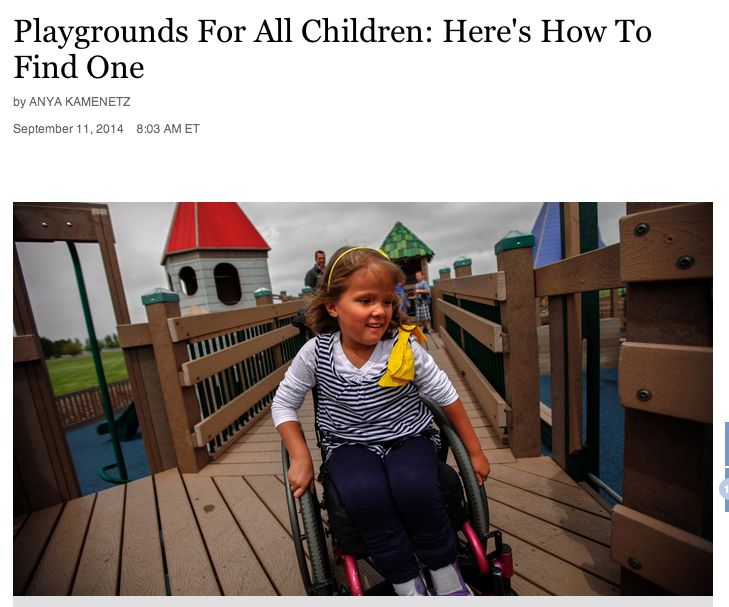 Playgrounds For All Children: Here's How To
Find One
by ANYA KAMENETZ
September 11, 2014 8:03 AM ET
1